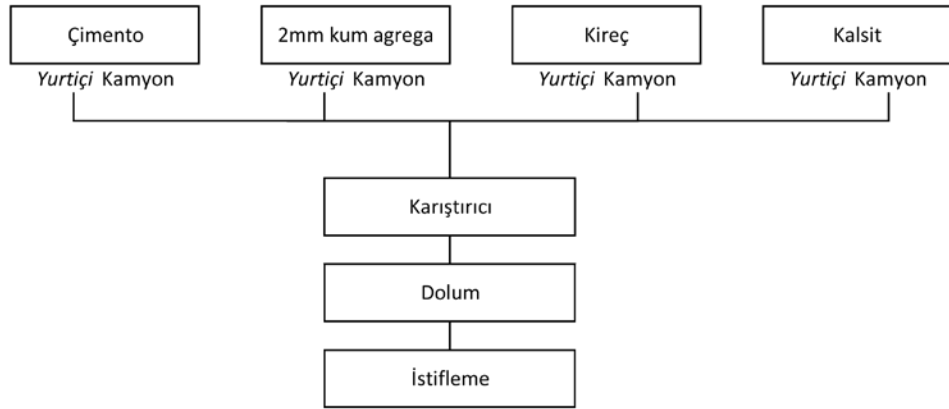 Çimento
2mm kum agrega
Kireç
Kalsit
Yurtiçi Kamyon
Yurtiçi Kamyon
Yurtiçi Kamyon
Yurtiçi Kamyon
Karıştırıcı
Dolum
İstifleme